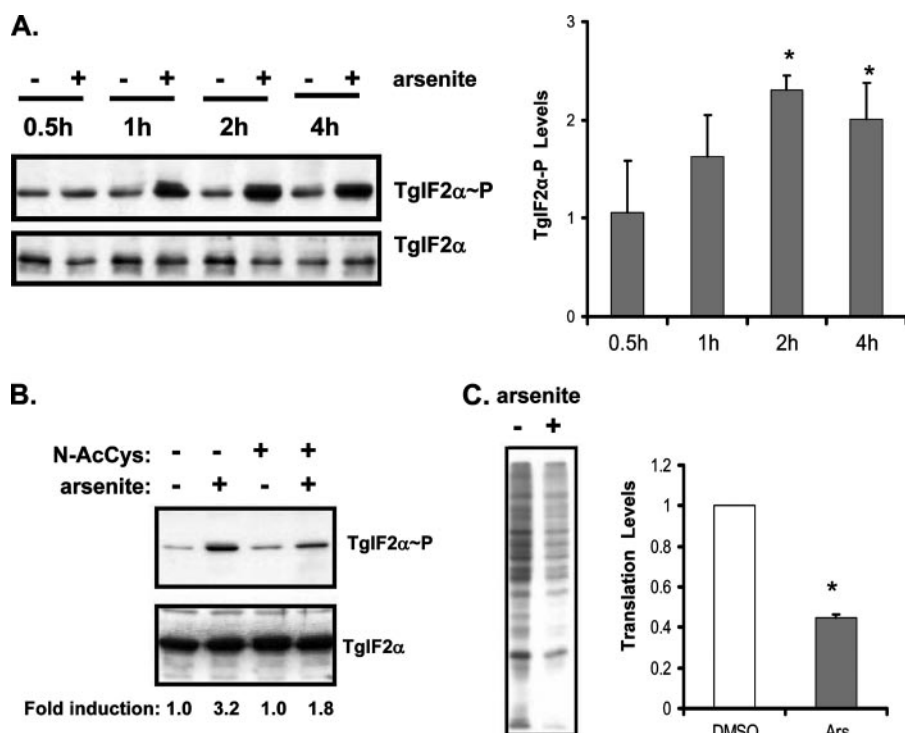 A.
- + - + - + - + arsenite
0.5h 1h 2h 4h
TgIF2α~P
TgIF2α
TgIF2α-P Levels
3
2
1
0
*
*
0.5h 1h 2h 4h
B.
N-AcCys: - - + +
arsenite: - + - +
TgIF2α~P
TgIF2α
Fold induction: 1.0 3.2 1.0 1.8
C. arsenite
- +
Translation Levels
1.2
1
0.8
0.6
0.4
0.2
0
*
DMSO Ars